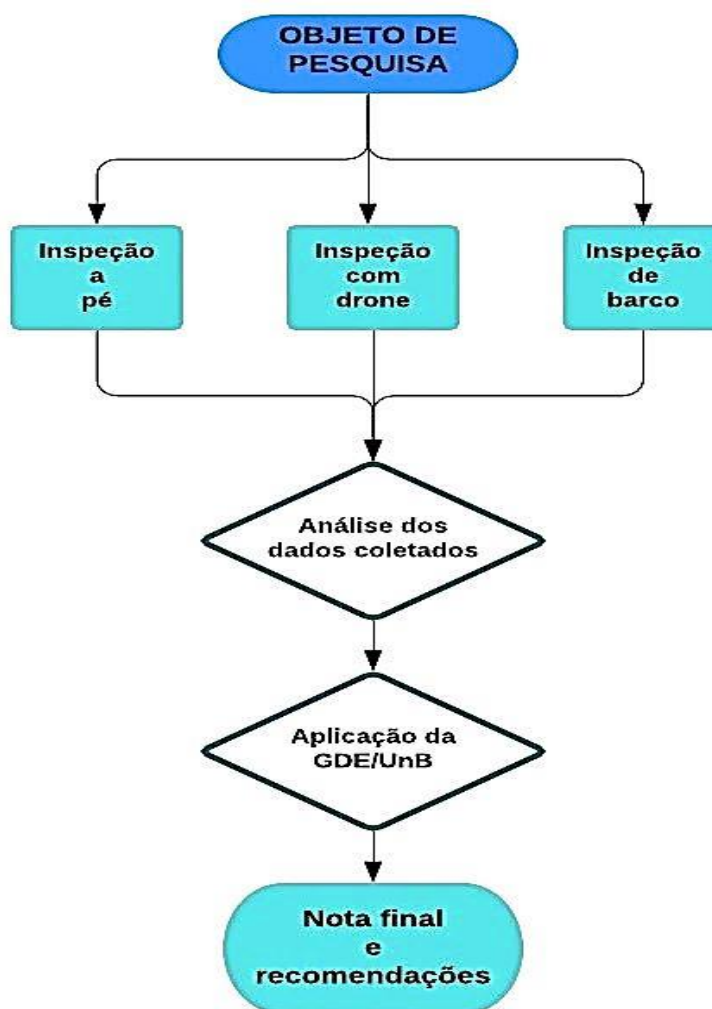 OBJETO DE
PESQUISA
Inspeção
a
pé
Inspeção
com
drone
Inspeção
de
barco
Análise dos
dados coletados
Aplicação da
GDE/UnB
Nota final
e
recomendações